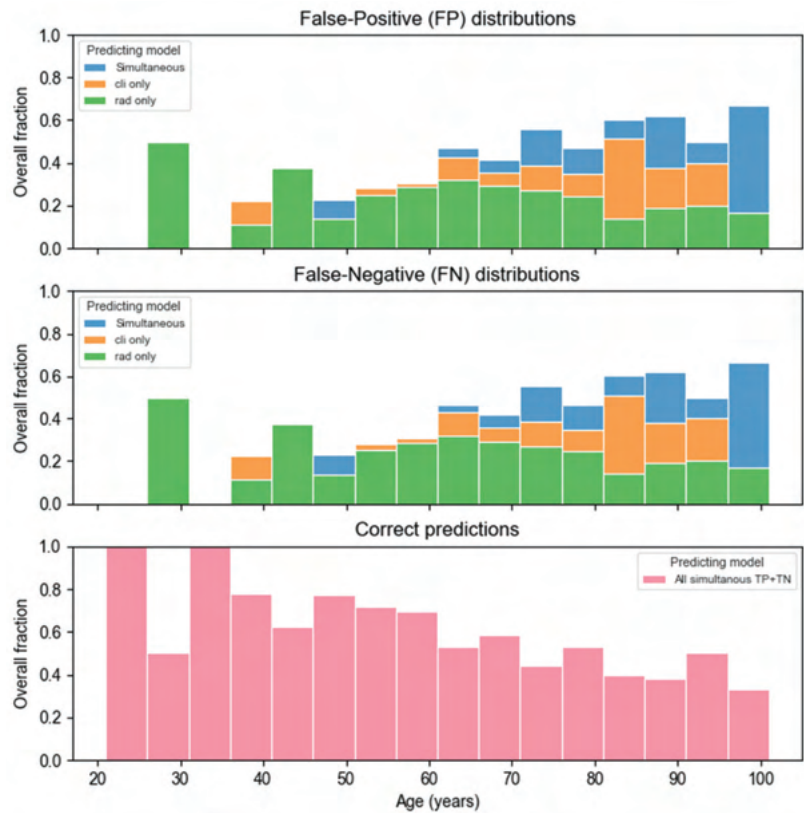 False-Positive (FP) distributions
Overall fraction
1.0
0.8
0.6
0.4
0.2
0.0
Predicting model
Simultaneous
cli only
rad only
False-Negative (FN) distributions
Overall fraction
1.0
0.8
0.6
0.4
0.2
0.0
Predicting model
Simultaneous
cli only
rad only
Correct predictions
Overall fraction
1.0
0.8
0.6
0.4
0.2
0.0
Predicting model
All simultanous TP+TN
20 30 40 50 60 70 80 90 100
Age (years)